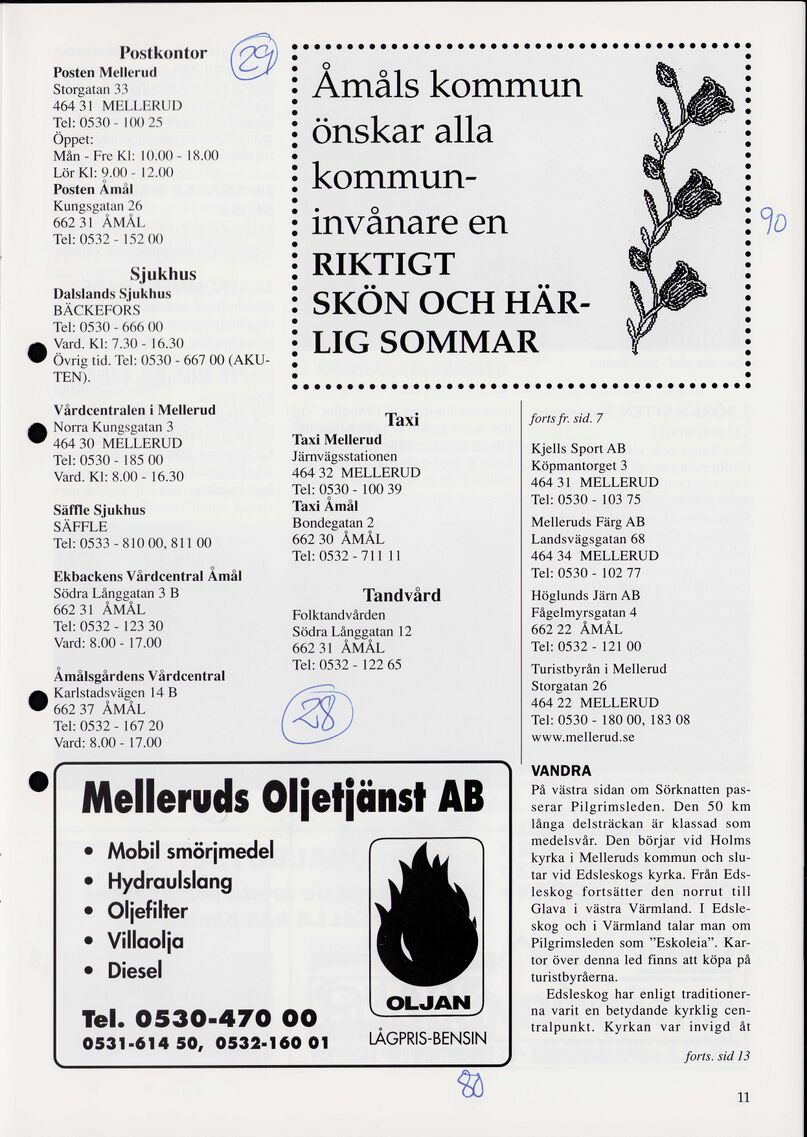 Postkontor
29
Posten Mellerud
Storgatan 33
464 31 MELLERUD
Tel: 0530 - 100 25
Öppet:
Mån - Fre Kl: 10.00 - 18.00
Lör Kl: 9.00 - 12.00
Posten Åmål
Kungsgatan 26
662 31 ÅMÅL
Tel: 0532 - 152 00
Sjukhus
Dalslands Sjukhus
BÄCKEFORS
Tel: 0530 - 666 00
Vard. Kl: 7.30 - 16.30
Övrig tid. Tel: 0530 - 667 00 (AKU-
TEN).
Vårdcentralen i Mellerud
Norra Kungsgatan 3
464 30 MELLERUD
Tel: 0530 - 185 00
Vard. Kl: 8.00 - 16.30
Säffle Sjukhus
SÄFFLE
Tel: 0533 - 810 00, 811 00
Ekbackens Vårdcentral Åmål
Södra Långgatan 3 B
662 31 ÅMÅL
Tel: 0532 - 123 30
Vard: 8.00 - 17.00
Åmålsgårdens Vårdcentral
Karlstadsvägen 14 B
662 37 ÅMÅL
Tel: 0532 - 167 20
Vard: 8.00 - 17.00
Åmåls kommun
önskar alla
kommun-
invånare en
RIKTIGT
SKÖN OCH HÄR-
LIG SOMMAR
90
Taxi
Taxi Mellerud
Järnvägsstationen
464 32 MELLERUD
Tel: 0530 - 100 39
Taxi Åmål
Bondegatan 2
662 30 ÅMÅL
Tel: 0532 - 711 11
Tandvård
Folktandvården
Södra Långgatan 12
662 31 ÅMÅL
Tel: 0532 - 122 65
28
forts fr. sid. 7
Kjells Sport AB
Köpmantorget 3
464 31 MELLERUD
Tel: 0530 - 103 75
Melleruds Färg AB
Landsvägsgatan 68
464 34 MELLERUD
Tel: 0530 - 102 77
Höglunds Järn AB
Fågelmyrsgatan 4
662 22 ÅMÅL
Tel: 0532 - 121 00
Turistbyrån i Mellerud
Storgatan 26
464 22 MELLERUD
Tel: 0530 - 180 00, 183 08
www.mellerud.se
VANDRA
På västra sidan om Sörknatten pas-
serar Pilgrimsleden. Den 50 km
långa delsträckan är klassad som
medelsvår. Den börjar vid Holms
kyrka i Melleruds kommun och slu-
tar vid Edsleskogs kyrka. Från Eds-
leskog fortsätter den norrut till
Glava i västra Värmland. I Edsle-
skog och i Värmland talar man om
Pilgrimsleden som "Eskoleia". Kar-
tor över denna led finns att köpa på
turistbyråerna.
Edsleskog har enligt traditioner-
na varit en betydande kyrklig cen-
tralpunkt. Kyrkan var invigd åt
forts. sid 13
Melleruds Oljetjänst AB
• Mobil smörjmedel
• Hydraulslang
• Oljefilter
• Villaolja
• Diesel
Tel. 0530-470 00
0531-614 50, 0532-160 01
OLJAN
LÅGPRIS-BENSIN
80
11